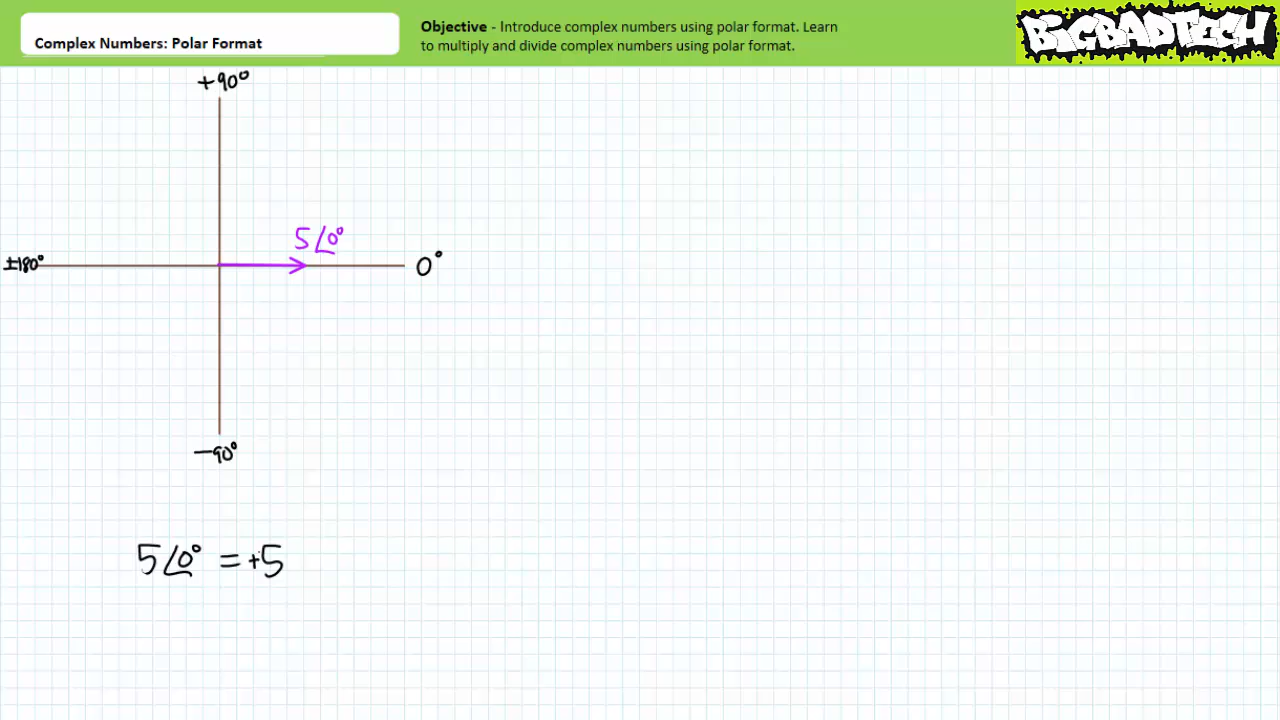 Complex Numbers: Polar Format
Objective - Introduce complex numbers using polar format. Learn
to multiply and divide complex numbers using polar format.
BIGBADTECH
+90°
5∠0°
±180°
0°
-90°
5∠0° = +5